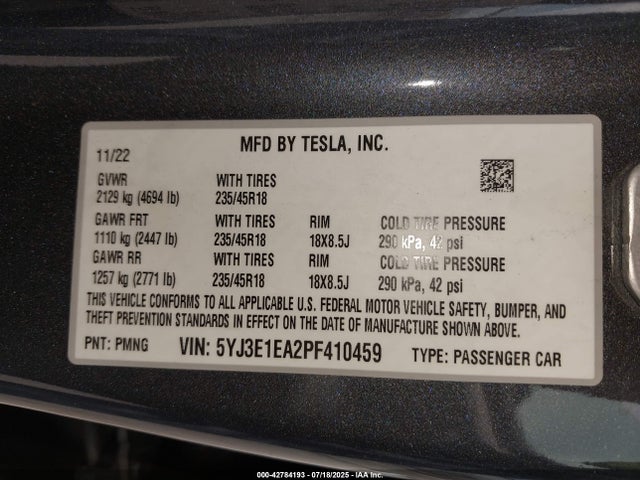 MFD BY TESLA, INC.
11/22
GVWR WITH TIRES
2129 kg (4694 lb) 235/45R18
GAWR FRT WITH TIRES RIM COLD TIRE PRESSURE
1110 kg (2447 lb) 235/45R18 18X8.5J 290 kPa, 42 psi
GAWR RR WITH TIRES RIM COLD TIRE PRESSURE
1257 kg (2771 lb) 235/45R18 18X8.5J 290 kPa, 42 psi
THIS VEHICLE CONFORMS TO ALL APPLICABLE U.S. FEDERAL MOTOR VEHICLE SAFETY, BUMPER, AND
THEFT PREVENTION STANDARDS IN EFFECT ON THE DATE OF MANUFACTURE SHOWN ABOVE.
PNT: PMNG VIN: 5YJ3E1EA2PF410459 TYPE: PASSENGER CAR
000-42784193 - 07/18/2025 - IAA Inc.